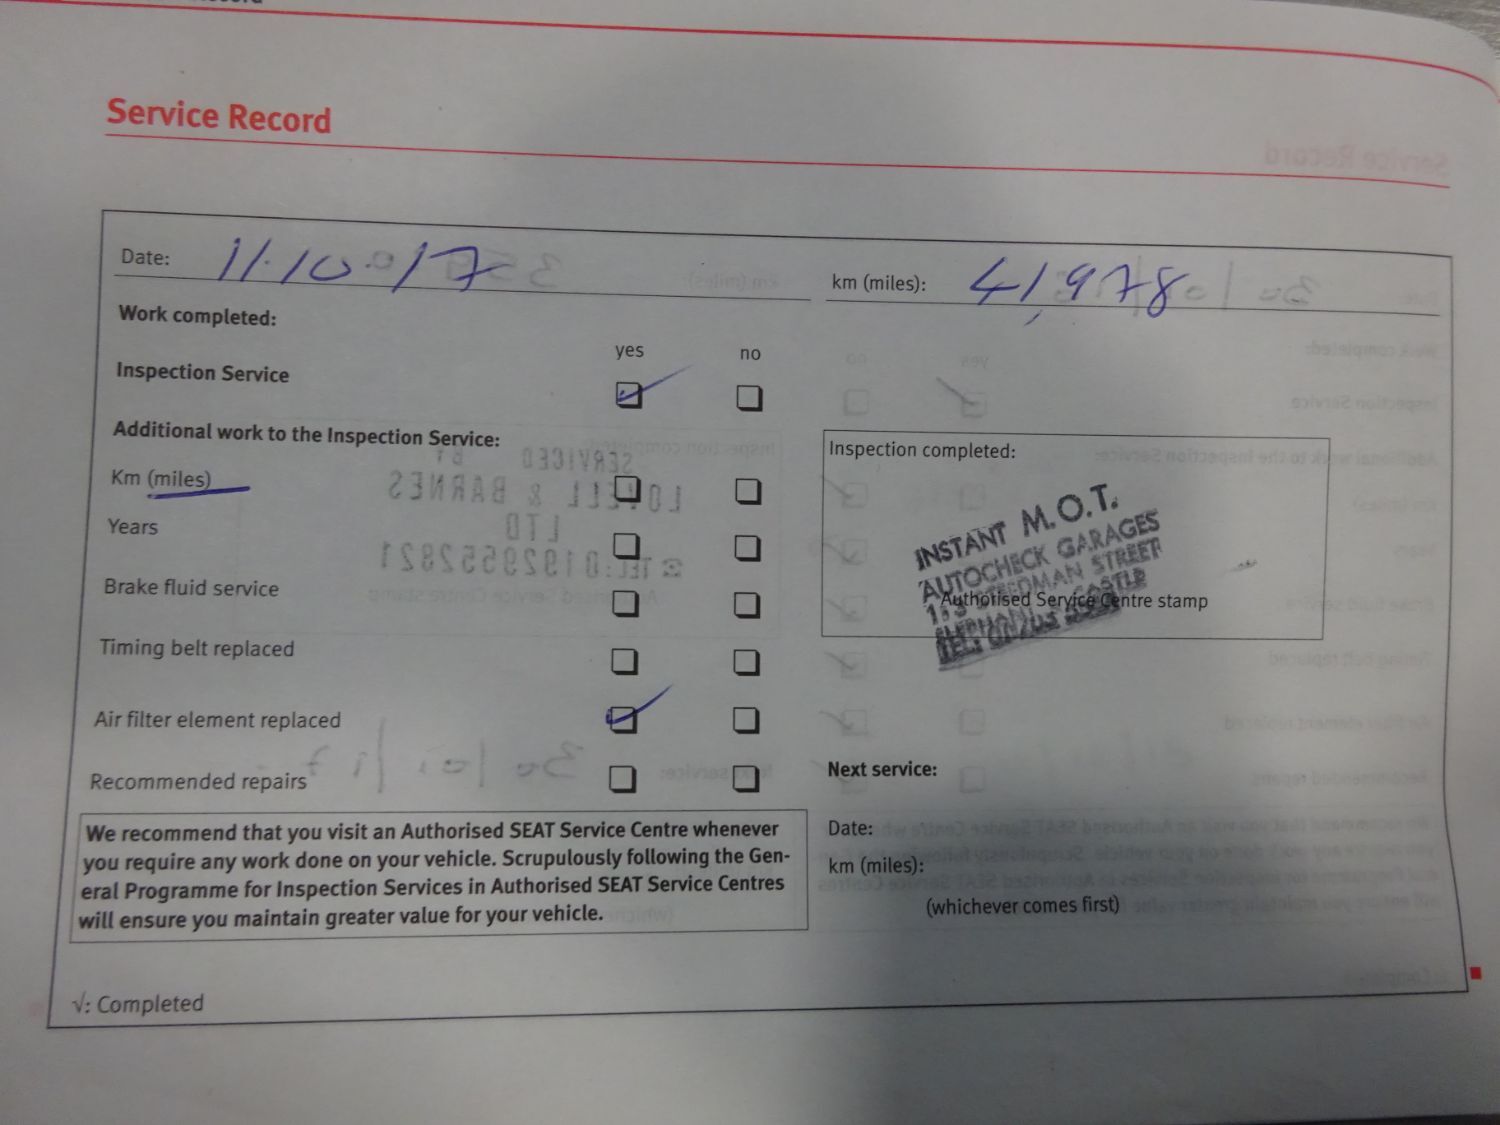 Service Record
Date: 11.10.17 km (miles): 41,978
Work completed:
yes no
Inspection Service
Additional work to the Inspection Service:
Inspection completed:
Km (miles)
Years
Brake fluid service
Timing belt replaced
Air filter element replaced
Recommended repairs
INSTANT M.O.T.
AUTOCHECK GARAGES
STREET
Authorised Service Centre stamp
We recommend that you visit an Authorised SEAT Service Centre whenever
you require any work done on your vehicle. Scrupulously following the Gen-
eral Programme for Inspection Services in Authorised SEAT Service Centres
will ensure you maintain greater value for your vehicle.
Next service:
Date:
km (miles):
(whichever comes first)
√: Completed